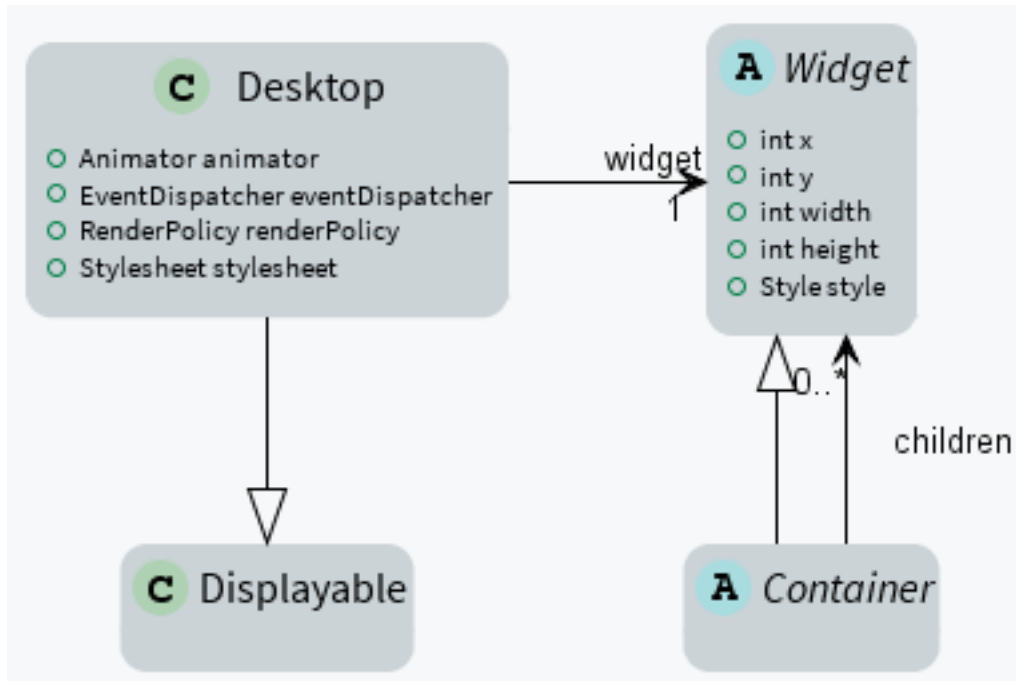 C Desktop
Animator animator
EventDispatcher eventDispatcher
RenderPolicy renderPolicy
Stylesheet stylesheet
widget
1
A Widget
int x
int y
int width
int height
Style style
0..*
children
C Displayable
A Container